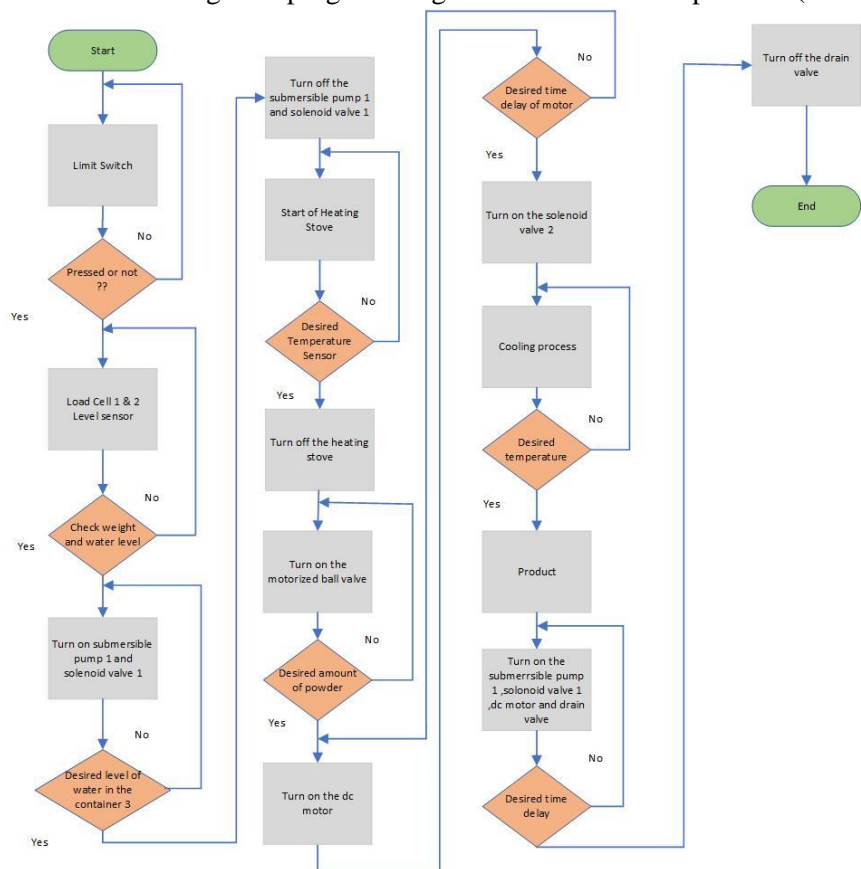 Start
Limit Switch
No
Pressed or not
??
Yes
Load Cell 1 & 2
Level sensor
No
Check weight
and water level
Yes
Turn on submersible
pump 1 and
solenoid valve 1
No
Desired level of
water in the
container 3
Yes
Turn off the
submersible pump 1
and solenoid valve 1
Start of Heating
Stove
No
Desired
Temperature
Sensor
Yes
Turn off the heating
stove
Turn on the
motorized ball valve
No
Desired amount
of powder
Yes
Turn on the dc
motor
No
Desired time
delay of motor
Yes
Turn on the solenoid
valve 2
Cooling process
No
Desired
temperature
Yes
Product
Turn on the
submerrsible pump
1 ,solonoid valve 1
,dc motor and drain
valve
No
Desired time
delay
Turn off the drain
valve
End